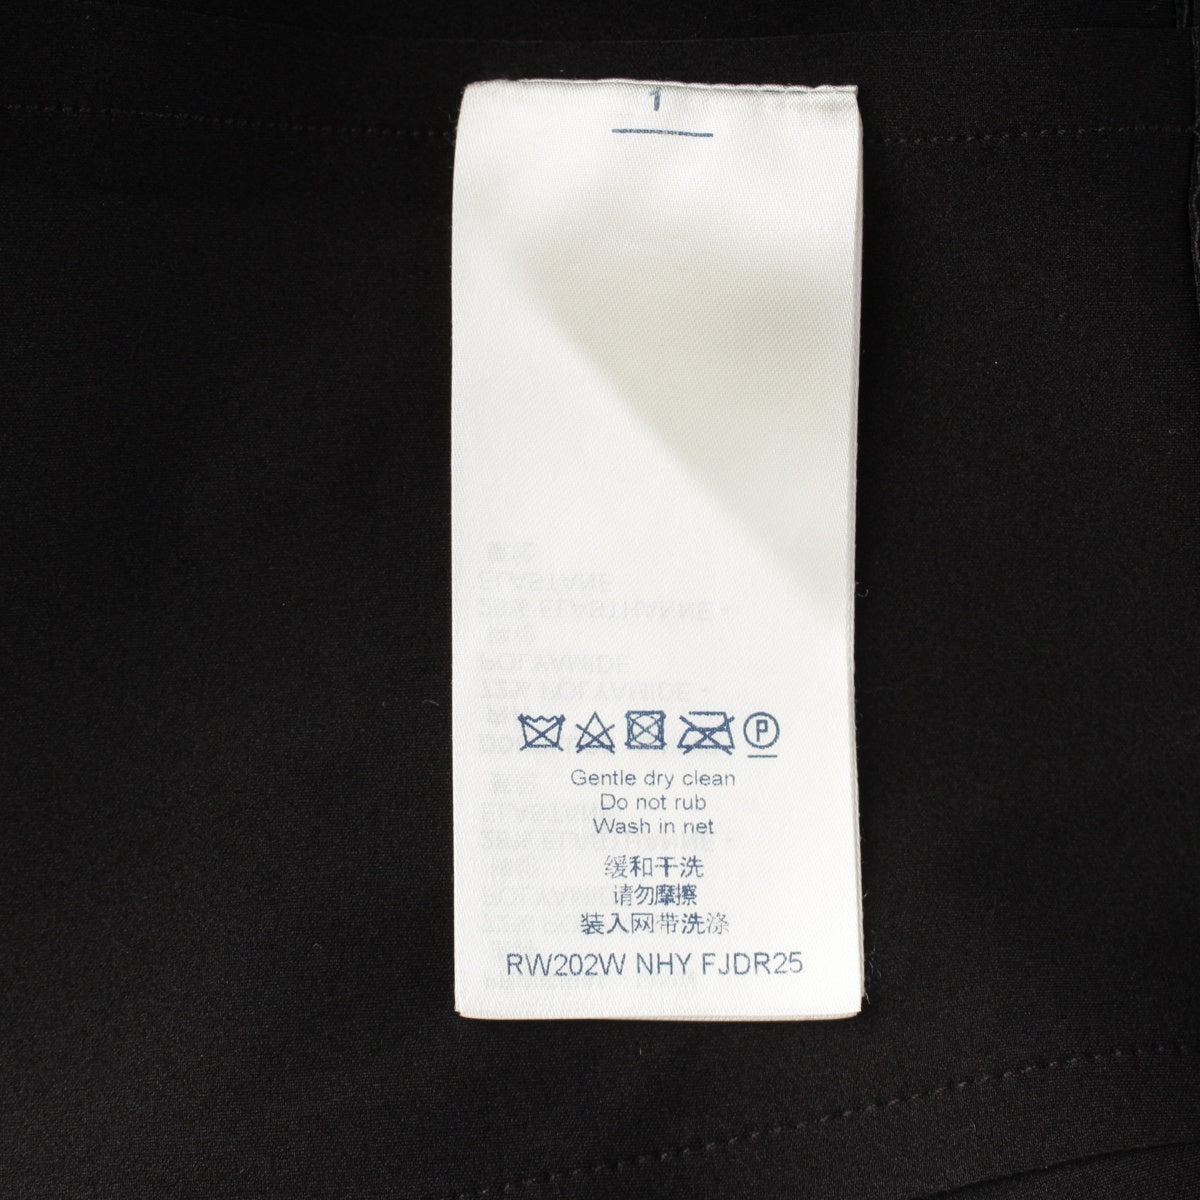 1
P
Gentle dry clean
Do not rub
Wash in net
缓和干洗
请勿摩擦
装入网带洗涤
RW202W NHY FJDR25